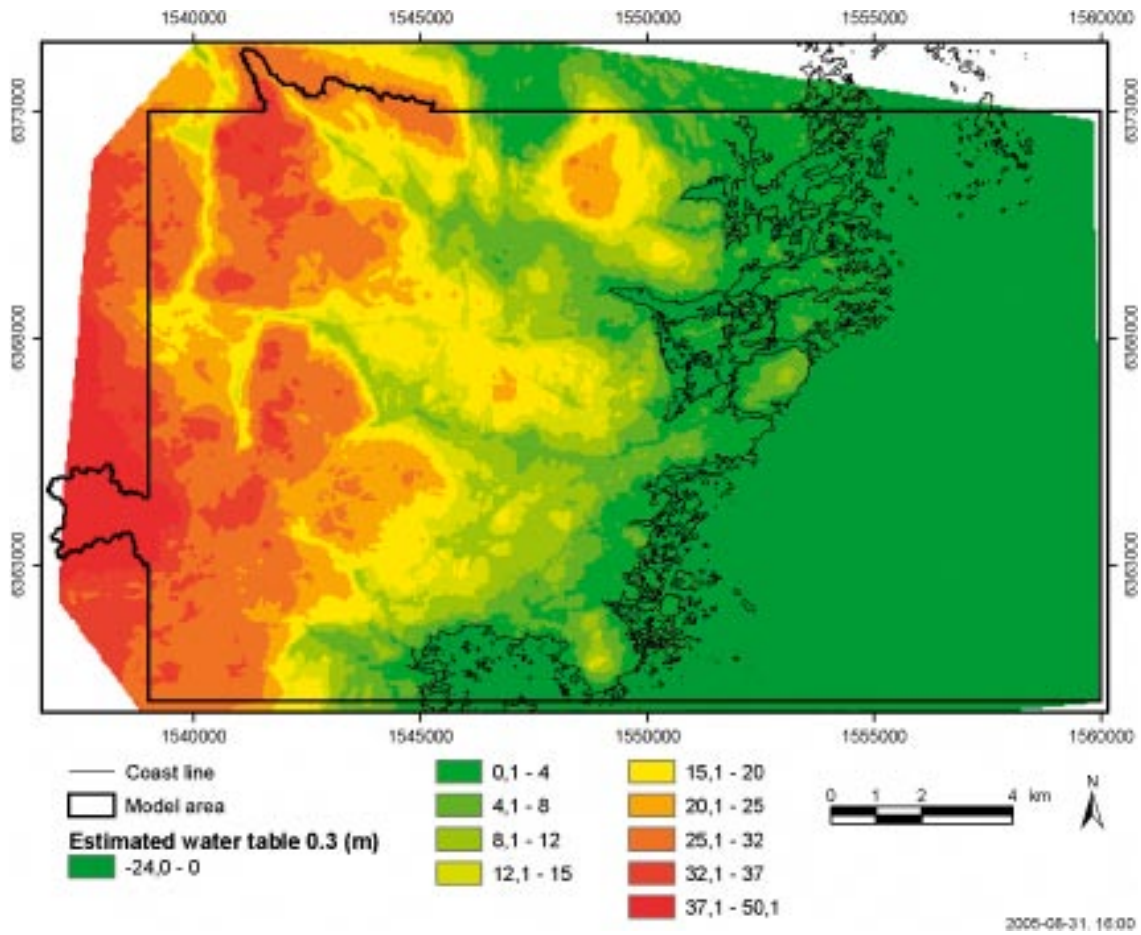 1540000 1545000 1550000 1555000 1560000
6373000 6373000
6368000 6368000
6363000 6363000
1540000 1545000 1550000 1555000 1560000
Coast line
Model area
Estimated water table 0.3 (m)
-24,0 - 0
0,1 - 4
4,1 - 8
8,1 - 12
12,1 - 15
15,1 - 20
20,1 - 25
25,1 - 32
32,1 - 37
37,1 - 50,1
0 1 2 4 km
N
2005-08-31, 16:00